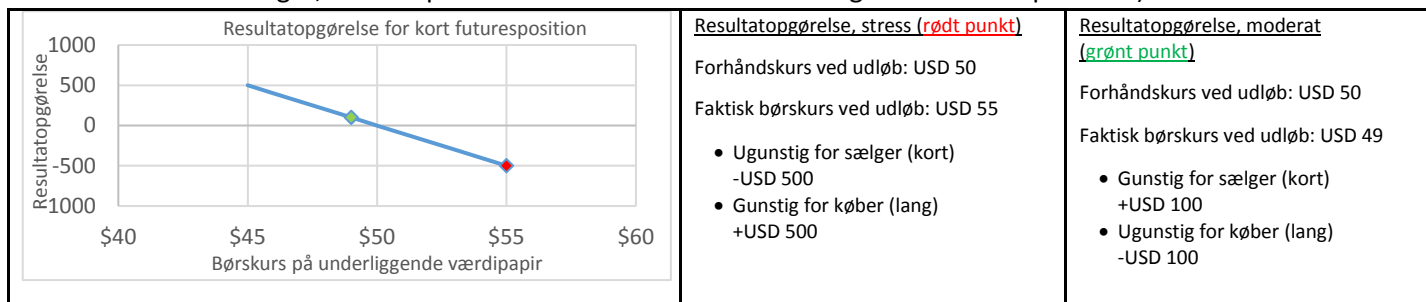 Resultatopgørelse for kort futuresposition
Resultatopgørelse
1000
500
0
-500
-1000
$40 $45 $50 $55 $60
Børskurs på underliggende værdipapir
Resultatopgørelse, stress (rødt punkt)
Forhåndskurs ved udløb: USD 50
Faktisk børskurs ved udløb: USD 55
• Ugunstig for sælger (kort)
-USD 500
• Gunstig for køber (lang)
+USD 500
Resultatopgørelse, moderat
(grønt punkt)
Forhåndskurs ved udløb: USD 50
Faktisk børskurs ved udløb: USD 49
• Gunstig for sælger (kort)
+USD 100
• Ugunstig for køber (lang)
-USD 100